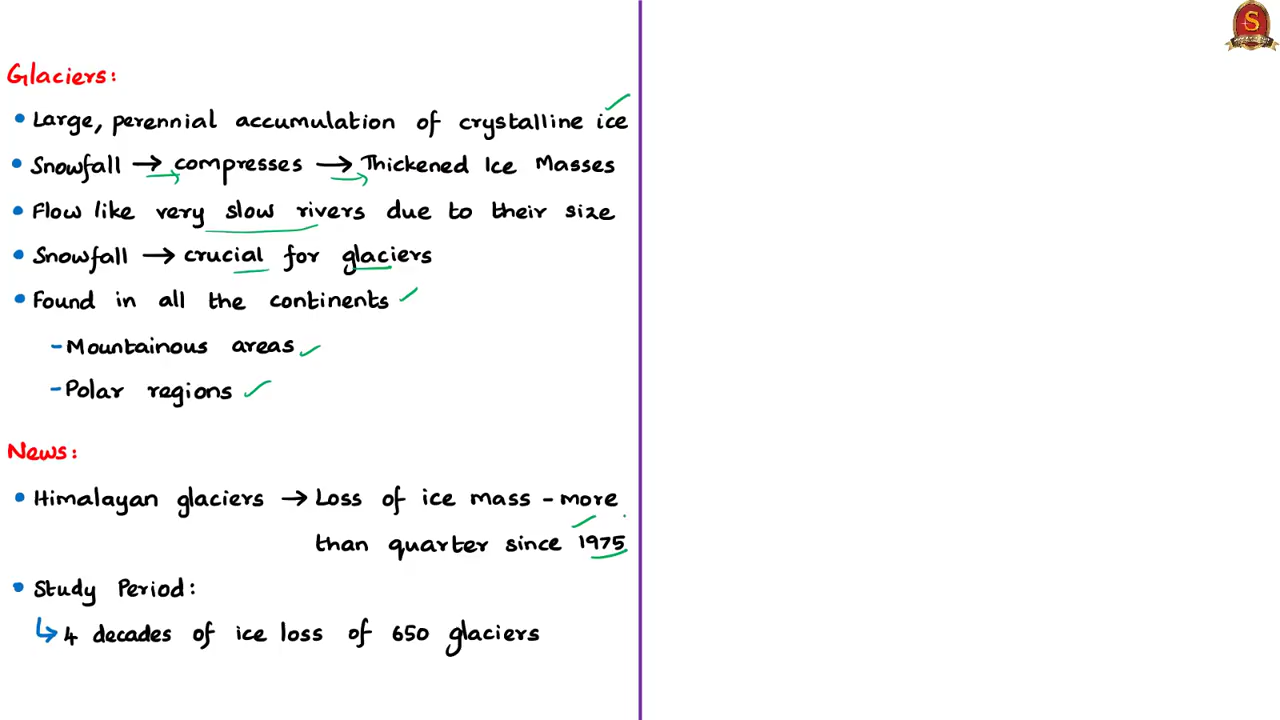 Glaciers:
• Large, perennial accumulation of crystalline ice
• Snowfall → compresses → Thickened Ice Masses
• Flow like very slow rivers due to their size
• Snowfall → crucial for glaciers
• Found in all the continents
- Mountainous areas
- Polar regions
News:
• Himalayan glaciers → Loss of ice mass - more
than quarter since 1975
• Study Period:
↳ 4 decades of ice loss of 650 glaciers
S